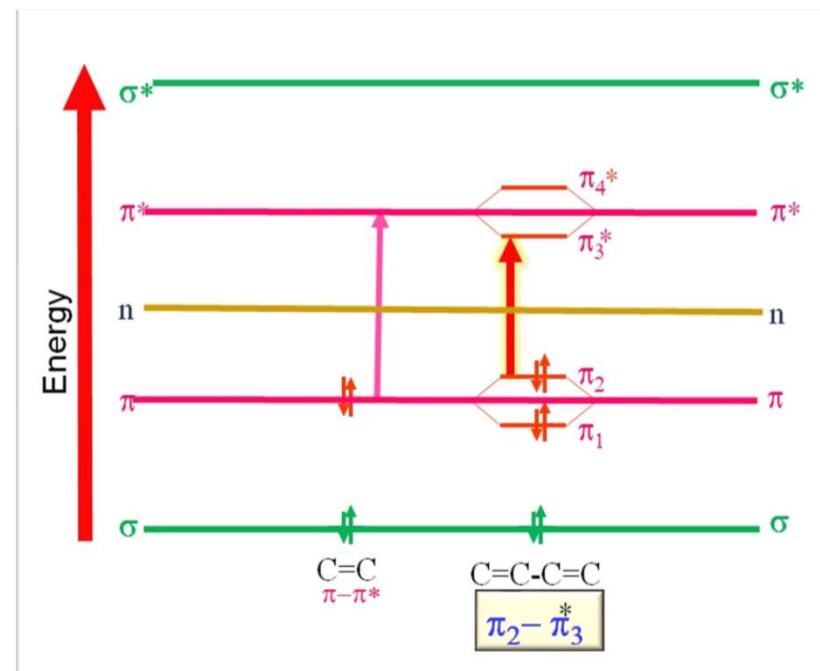 σ* σ*
π₄*
π* π*
π₃*
Energy
n n
π₂
π π
π₁
σ σ
C=C C=C-C=C
π–π*
π₂– π₃*